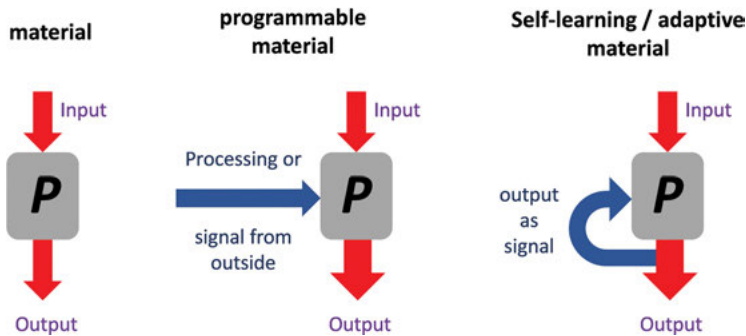 material
Input
P
Output
programmable
material
Input
Processing or
P
signal from
outside
Output
Self-learning / adaptive
material
Input
output
as
signal
P
Output